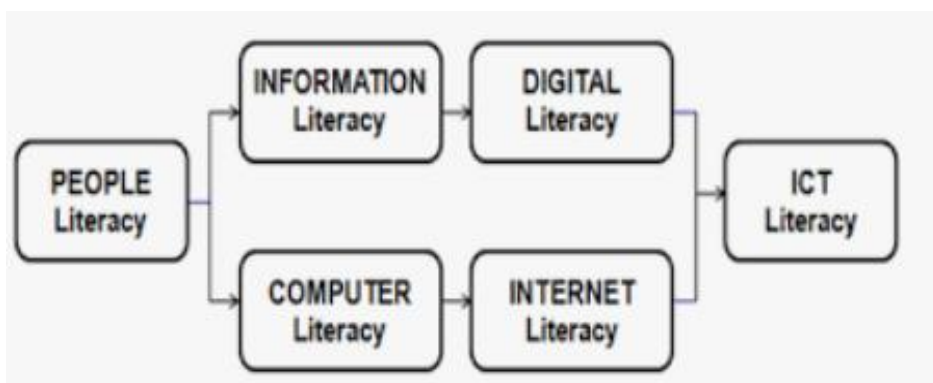 PEOPLE
Literacy
INFORMATION
Literacy
DIGITAL
Literacy
COMPUTER
Literacy
INTERNET
Literacy
ICT
Literacy